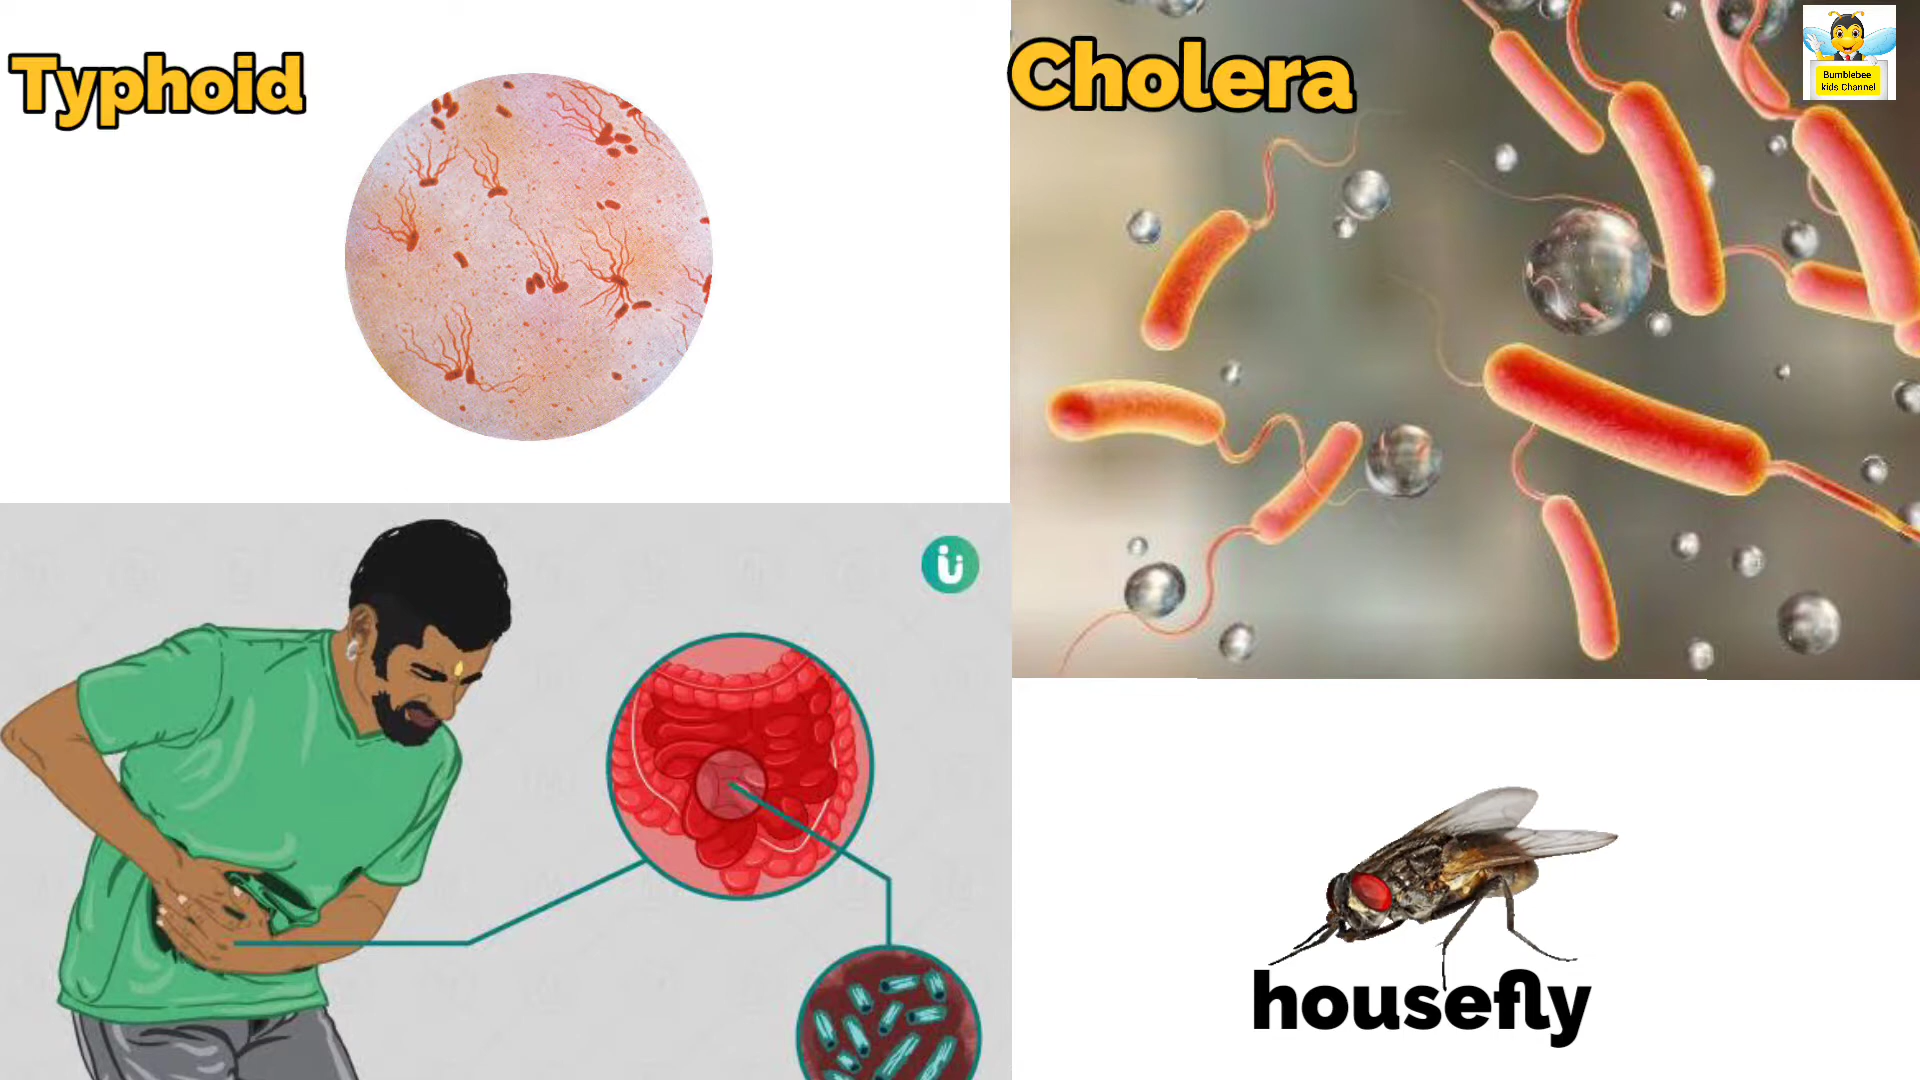 Typhoid
Cholera
Bumblebee
kids Channel
housefly